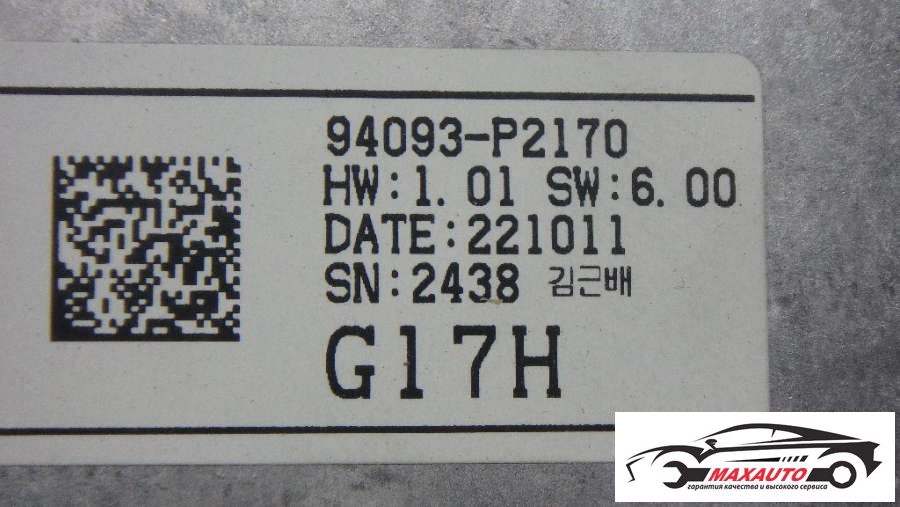 94093-P2170
HW:1.01 SW:6.00
DATE:221011
SN:2438 김근배
G17H
MAXAUTO
гарантия качества и высокого сервиса